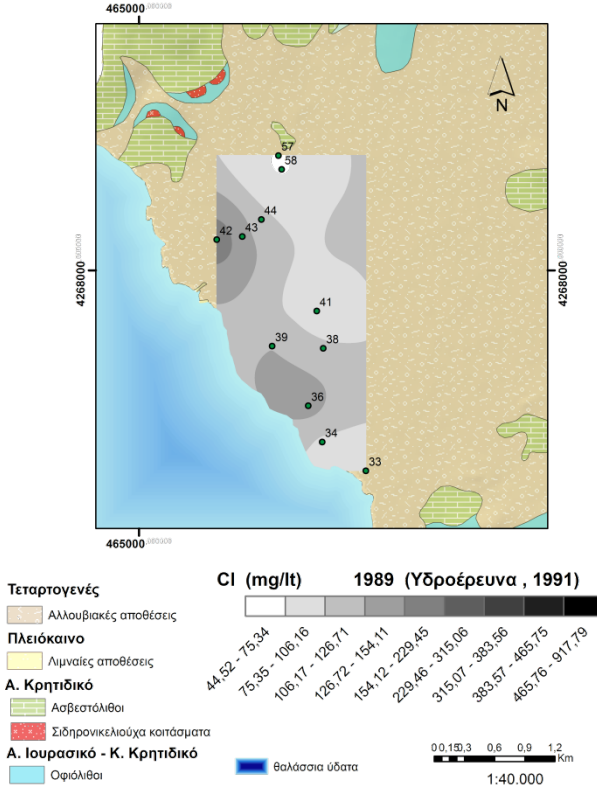 465000
N
57
58
44
43
42
4268000
4268000
41
39
38
36
34
33
465000
Cl (mg/lt) 1989 (Υδροέρευνα , 1991)
44,52 - 75,34
75,35 - 106,16
106,17 - 126,71
126,72 - 154,11
154,12 - 229,45
229,46 - 315,06
315,07 - 383,56
383,57 - 465,75
465,76 - 917,79
Τεταρτογενές
Αλλουβιακές αποθέσεις
Πλειόκαινο
Λιμναίες αποθέσεις
Α. Κρητιδικό
Ασβεστόλιθοι
Σιδηρονικελιούχα κοιτάσματα
Α. Ιουρασικό - Κ. Κρητιδικό
Οφιόλιθοι
θαλάσσια ύδατα
0 0,15 0,3 0,6 0,9 1,2
Km
1:40.000